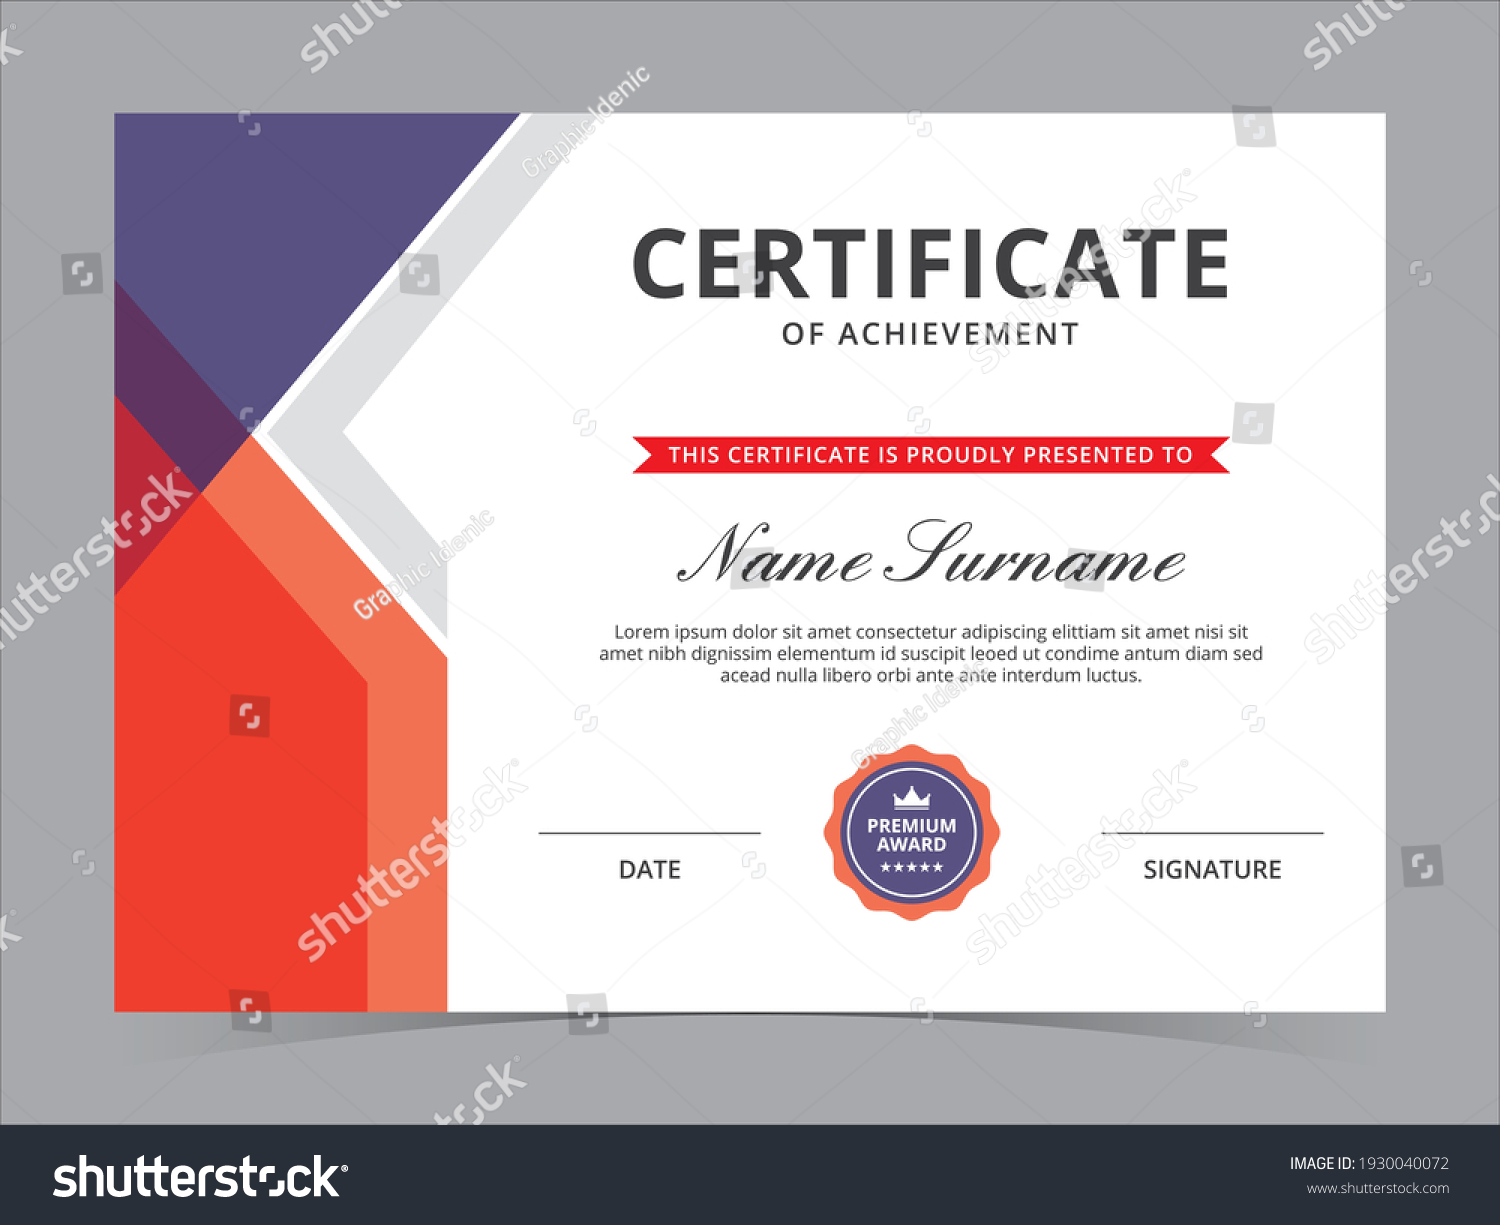 CERTIFICATE
OF ACHIEVEMENT
THIS CERTIFICATE IS PROUDLY PRESENTED TO
Name Surname
Lorem ipsum dolor sit amet consectetur adipiscing elittiam sit amet nisi sit
amet nibh dignissim elementum id suscipit leoed ut condime antum diam sed
acead nulla libero orbi ante ante interdum luctus.
PREMIUM
AWARD
DATE
SIGNATURE
shutterstock
Graphic Idenic
shutterstock
Graphic Idenic
shutterstock
Graphic Idenic
shutterstock
shutterstock
shutterstock
IMAGE ID: 1930040072
www.shutterstock.com